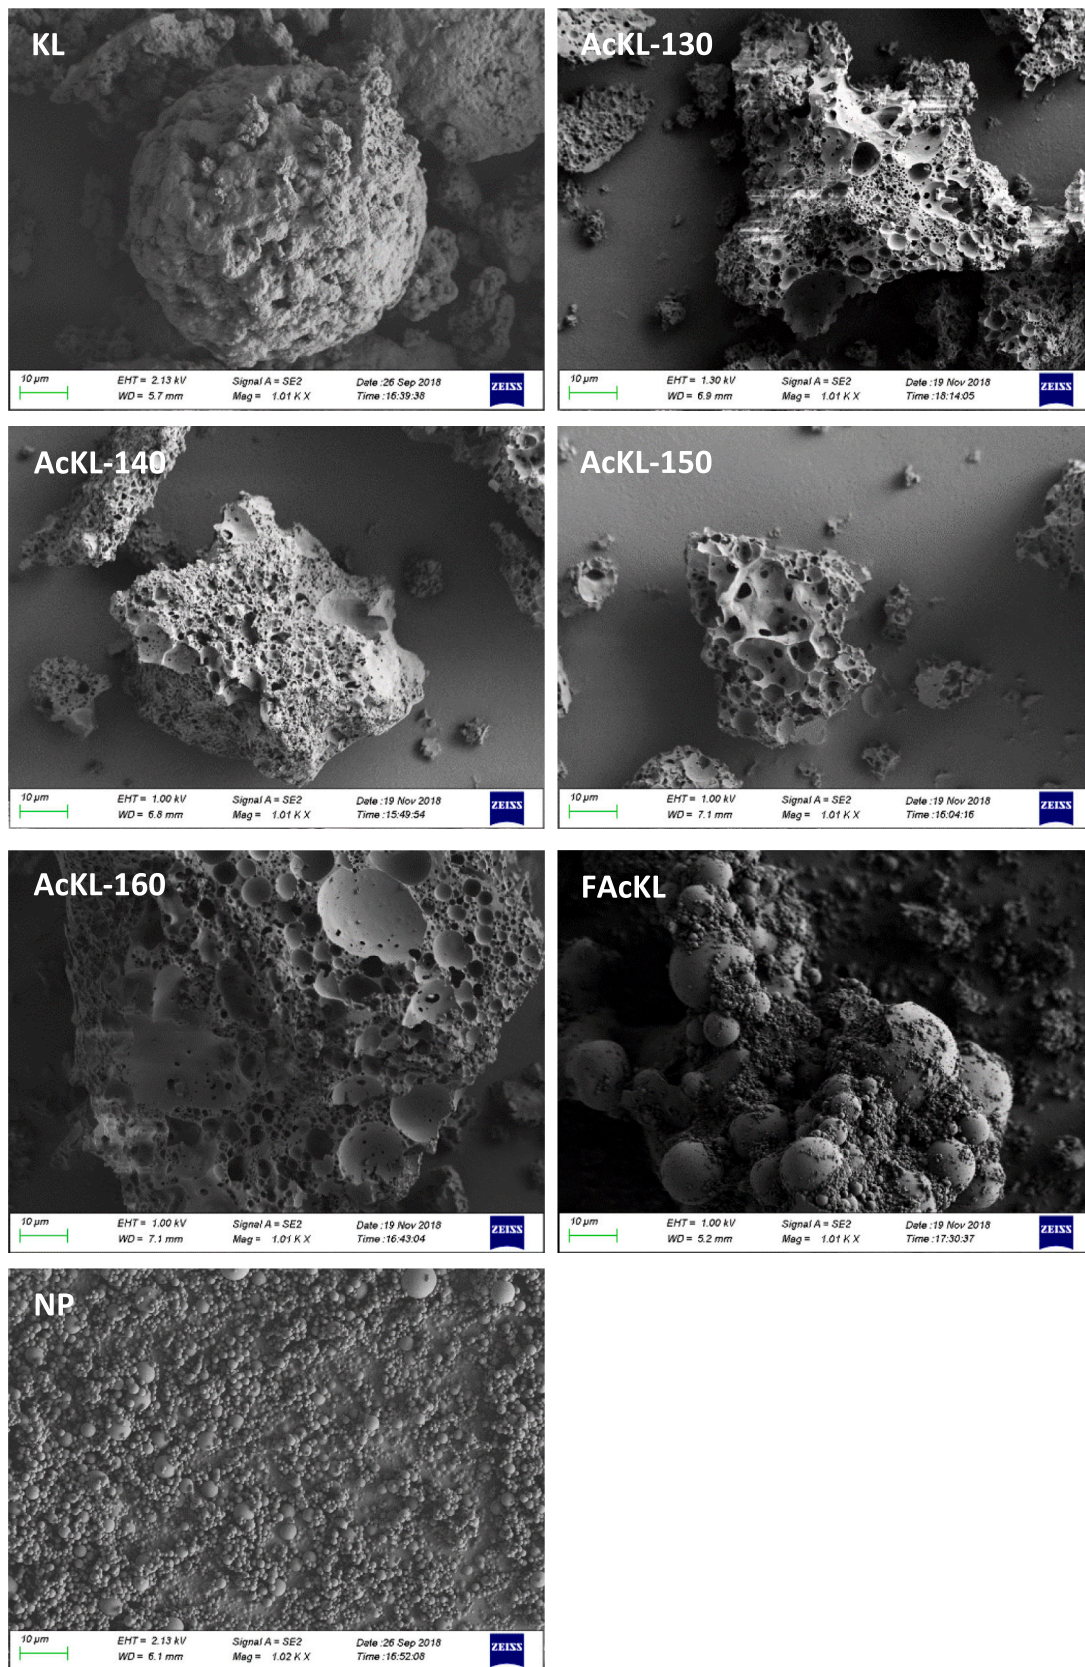 KL
10 µm
EHT = 2.13 kV
Signal A = SE2
Date :26 Sep 2018
WD = 5.7 mm
Mag = 1.01 K X
Time :16:39:38
ZEISS
AcKL-130
10 µm
EHT = 1.30 kV
Signal A = SE2
Date :19 Nov 2018
WD = 6.9 mm
Mag = 1.01 K X
Time :18:14:05
ZEISS
AcKL-140
10 µm
EHT = 1.00 kV
Signal A = SE2
Date :19 Nov 2018
WD = 6.8 mm
Mag = 1.01 K X
Time :15:49:54
ZEISS
AcKL-150
10 µm
EHT = 1.00 kV
Signal A = SE2
Date :19 Nov 2018
WD = 7.1 mm
Mag = 1.01 K X
Time :16:04:16
ZEISS
AcKL-160
10 µm
EHT = 1.00 kV
Signal A = SE2
Date :19 Nov 2018
WD = 7.1 mm
Mag = 1.01 K X
Time :16:43:04
ZEISS
FAcKL
10 µm
EHT = 1.00 kV
Signal A = SE2
Date :19 Nov 2018
WD = 5.2 mm
Mag = 1.01 K X
Time :17:30:37
ZEISS
NP
10 µm
EHT = 2.13 kV
Signal A = SE2
Date :26 Sep 2018
WD = 6.1 mm
Mag = 1.02 K X
Time :16:52:08
ZEISS